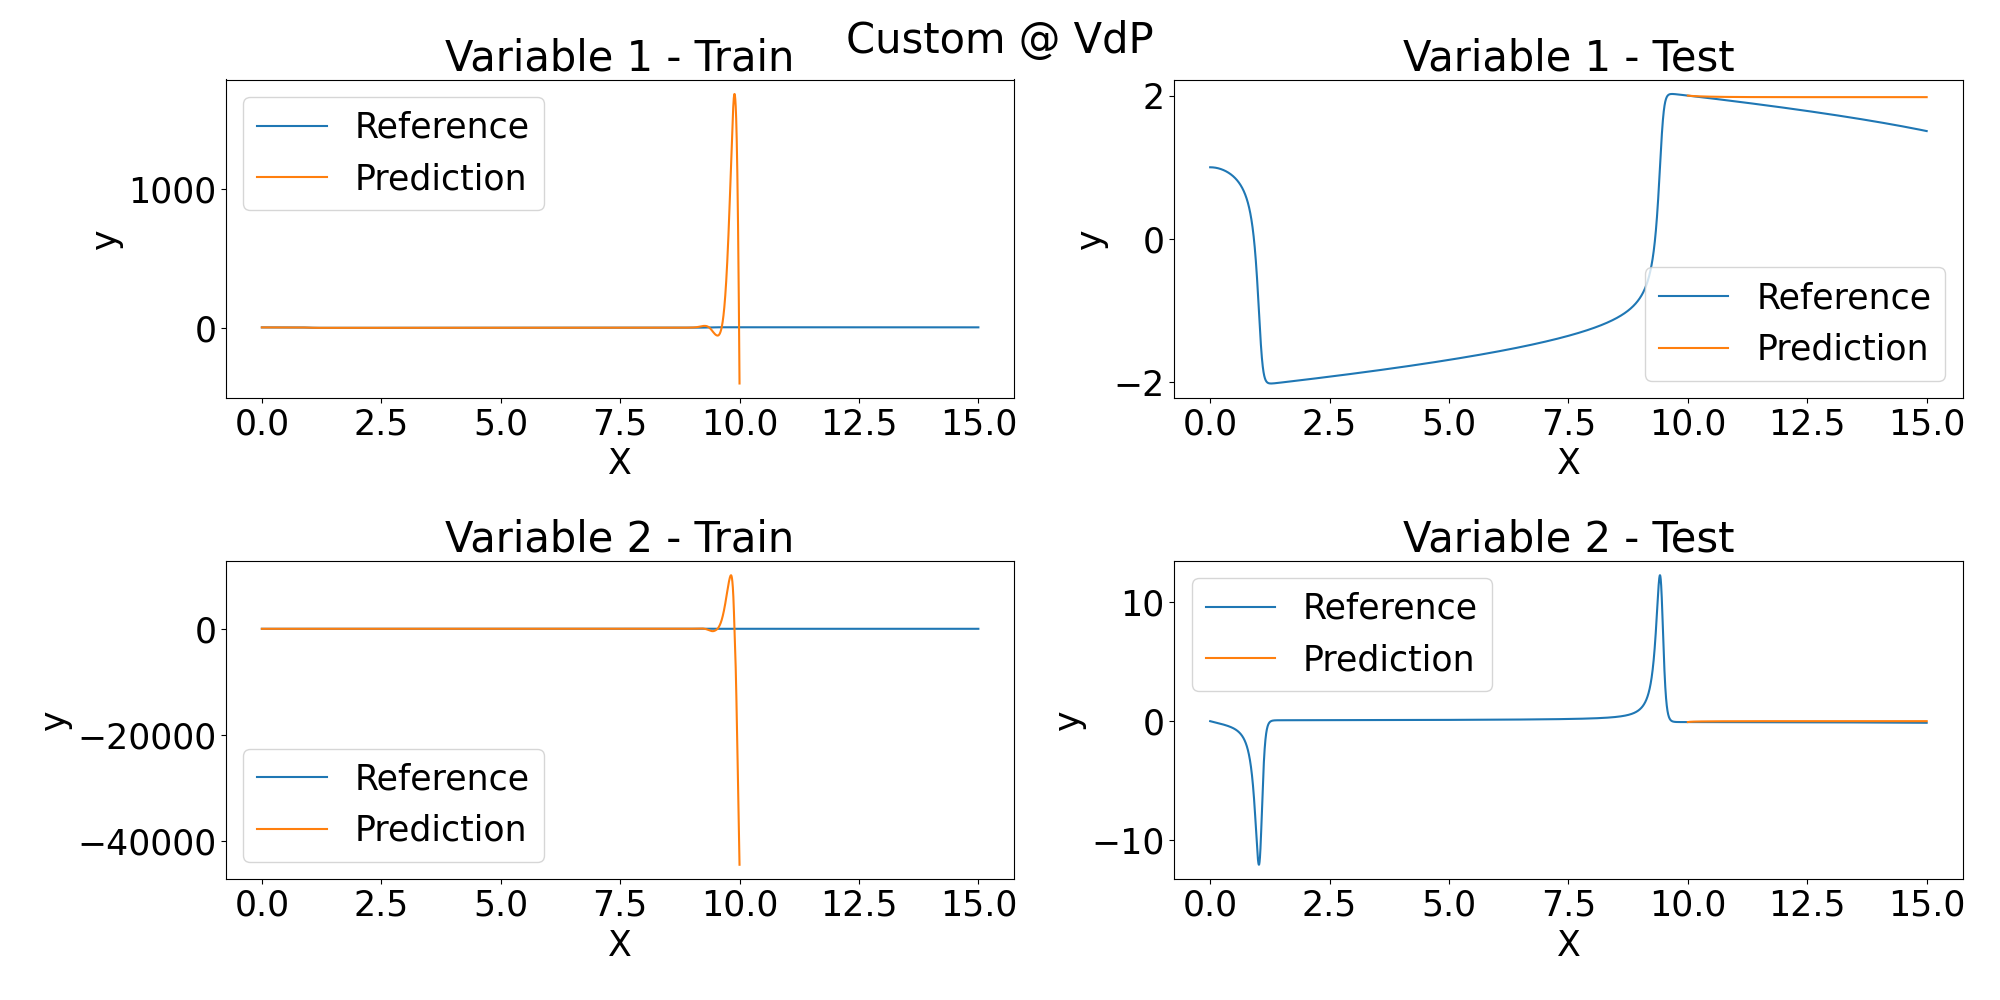 Custom @ VdP
Variable 1 - Train
Reference
Prediction
1000
0
y
0.0 2.5 5.0 7.5 10.0 12.5 15.0
X
Variable 1 - Test
2
0
−2
y
Reference
Prediction
0.0 2.5 5.0 7.5 10.0 12.5 15.0
X
Variable 2 - Train
0
−20000
−40000
y
Reference
Prediction
0.0 2.5 5.0 7.5 10.0 12.5 15.0
X
Variable 2 - Test
Reference
Prediction
10
0
−10
y
0.0 2.5 5.0 7.5 10.0 12.5 15.0
X